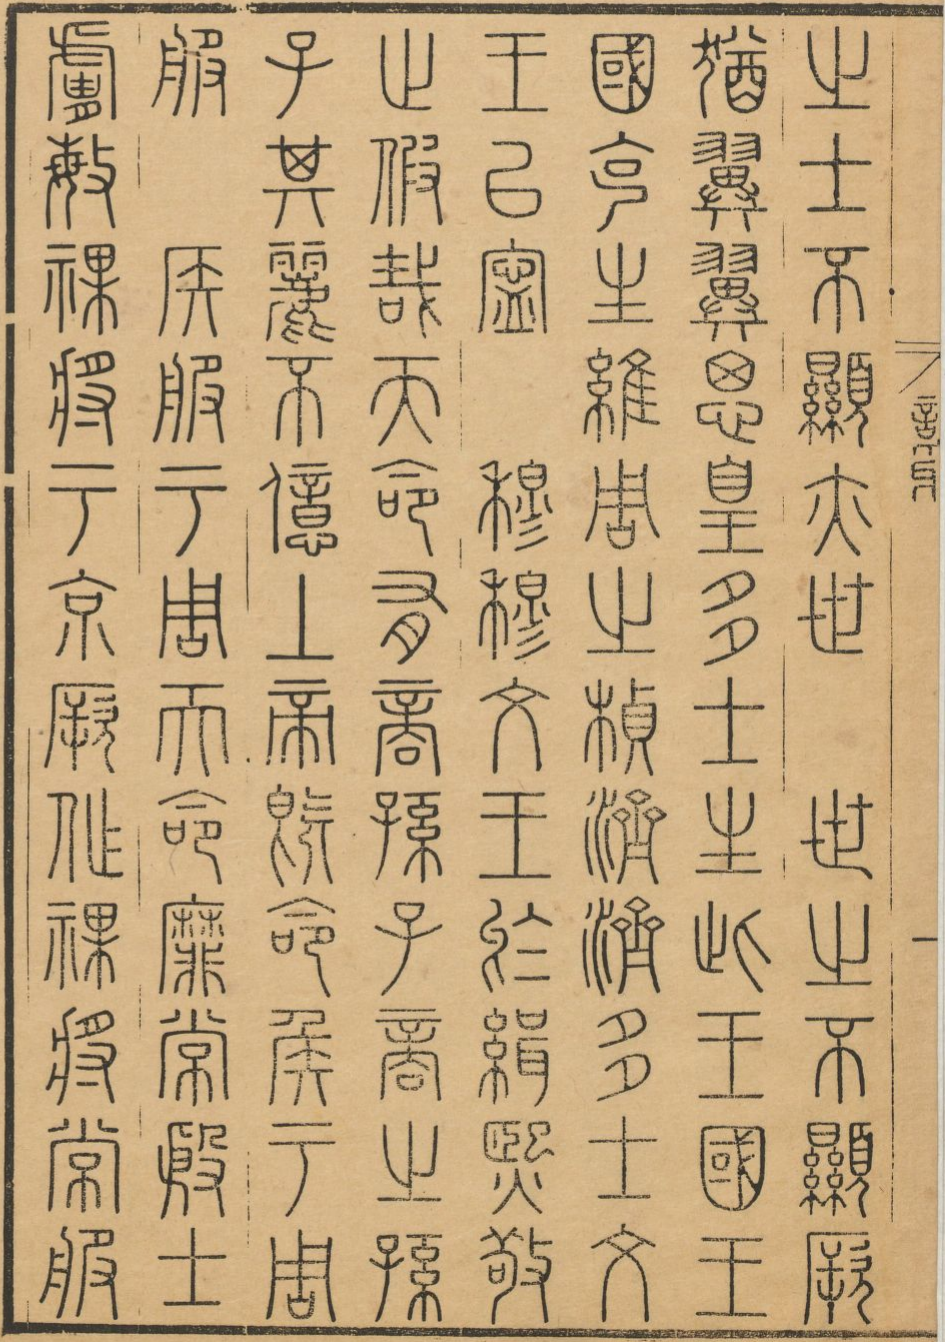 之士不顯亦世 世之不顯厥
猶翼翼思皇多士生此王國王
國克生維周之楨濟濟多士文
王以寧 穆穆文王於緝熙敬
止假哉天命有商孫子商之孫
子其麗不億上帝既命侯于周
服 侯服于周天命靡常殷士
膚敏祼將于京厥作祼將常服